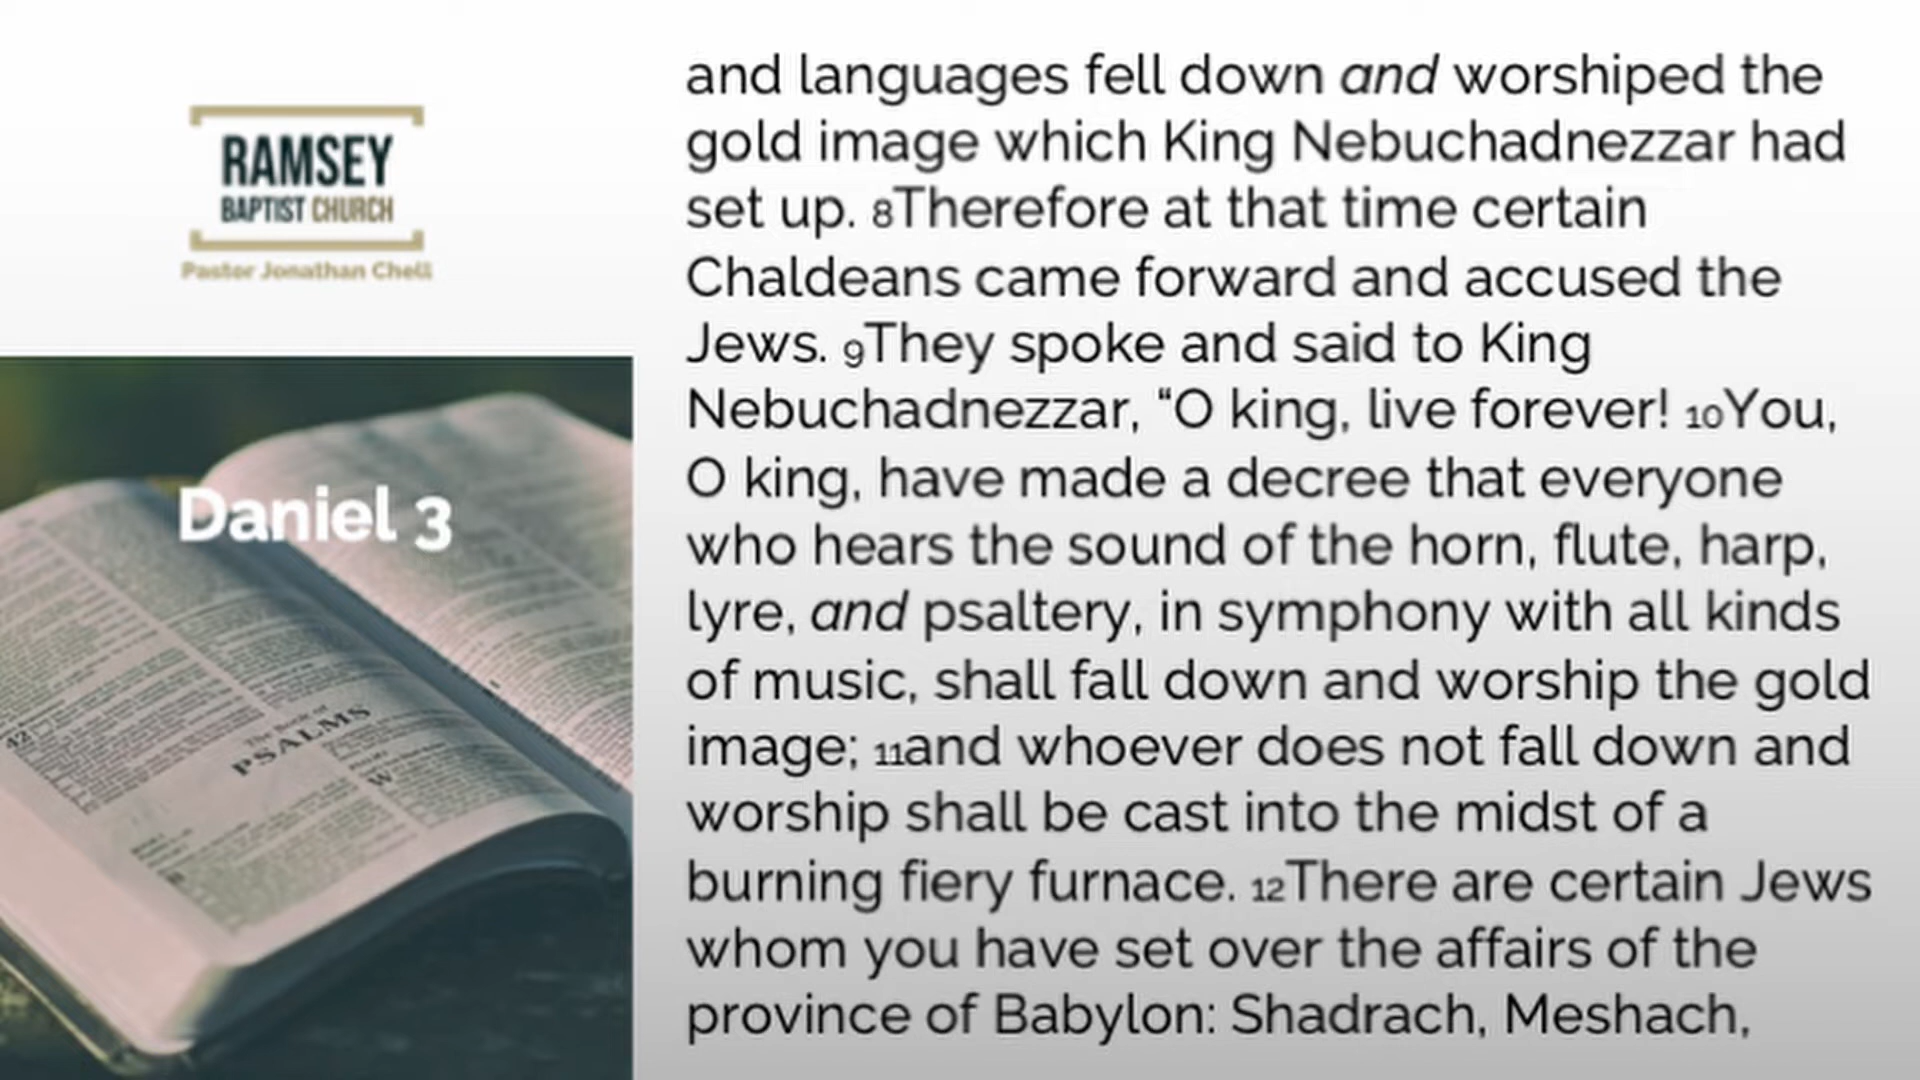 RAMSEY
BAPTIST CHURCH
Pastor Jonathan Chell
Daniel 3
42
The Book of
PSALMS
W
and languages fell down and worshiped the
gold image which King Nebuchadnezzar had
set up. 8Therefore at that time certain
Chaldeans came forward and accused the
Jews. 9They spoke and said to King
Nebuchadnezzar, “O king, live forever! 10You,
O king, have made a decree that everyone
who hears the sound of the horn, flute, harp,
lyre, and psaltery, in symphony with all kinds
of music, shall fall down and worship the gold
image; 11and whoever does not fall down and
worship shall be cast into the midst of a
burning fiery furnace. 12There are certain Jews
whom you have set over the affairs of the
province of Babylon: Shadrach, Meshach,